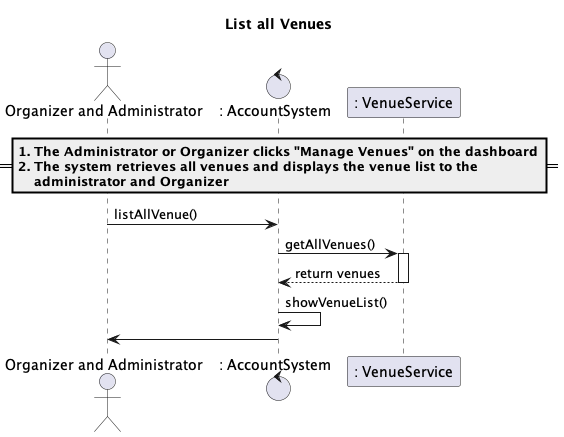 List all Venues
Organizer and Administrator
: AccountSystem
: VenueService
1. The Administrator or Organizer clicks "Manage Venues" on the dashboard
2. The system retrieves all venues and displays the venue list to the
administrator and Organizer
listAllVenue()
getAllVenues()
return venues
showVenueList()
Organizer and Administrator
: AccountSystem
: VenueService